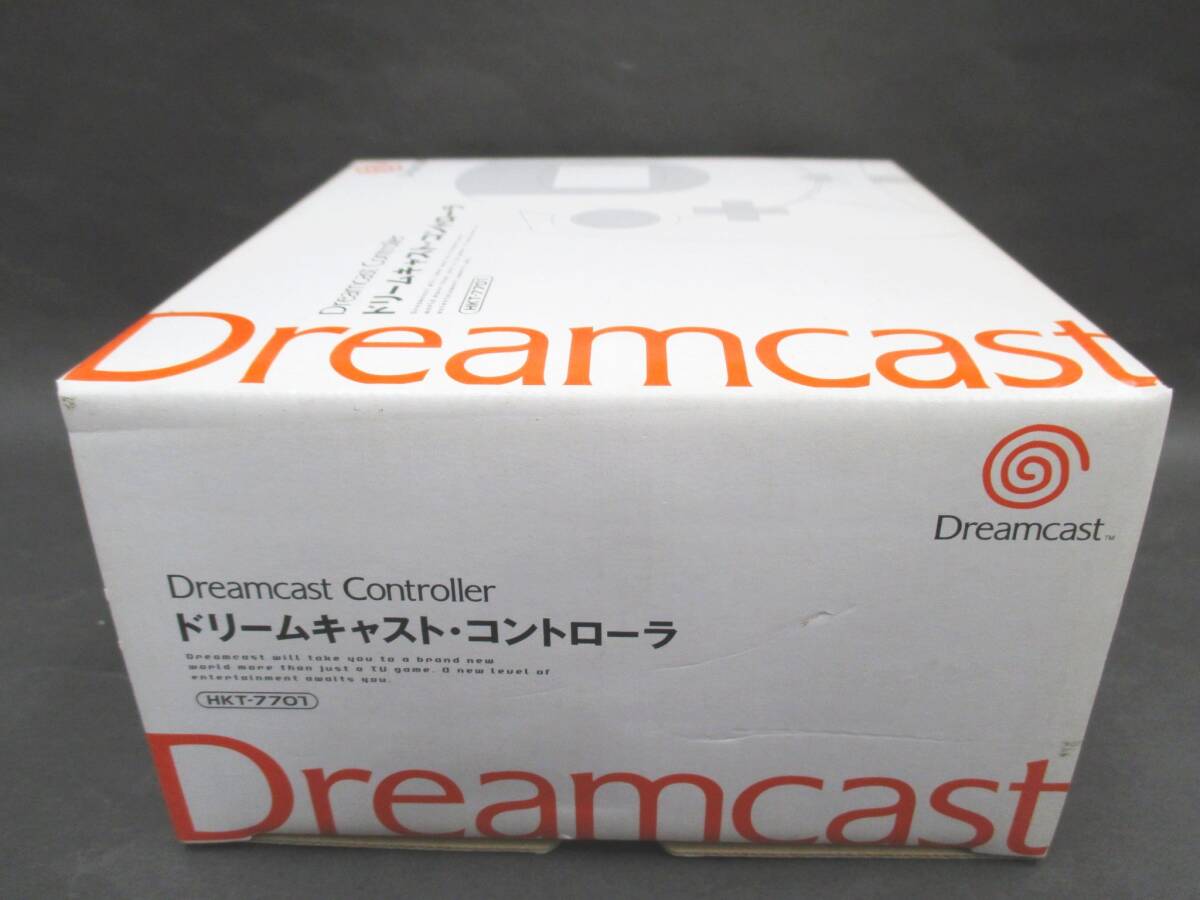 Dreamcast Controller
ドリームキャスト・コントローラ
HKT-7701
Dreamcast
Dreamcast™
Dreamcast Controller
ドリームキャスト・コントローラ
Dreamcast will take you to a brand new
world more than just a TV game. A new level of
entertainment awaits you.
HKT-7701
Dreamcast